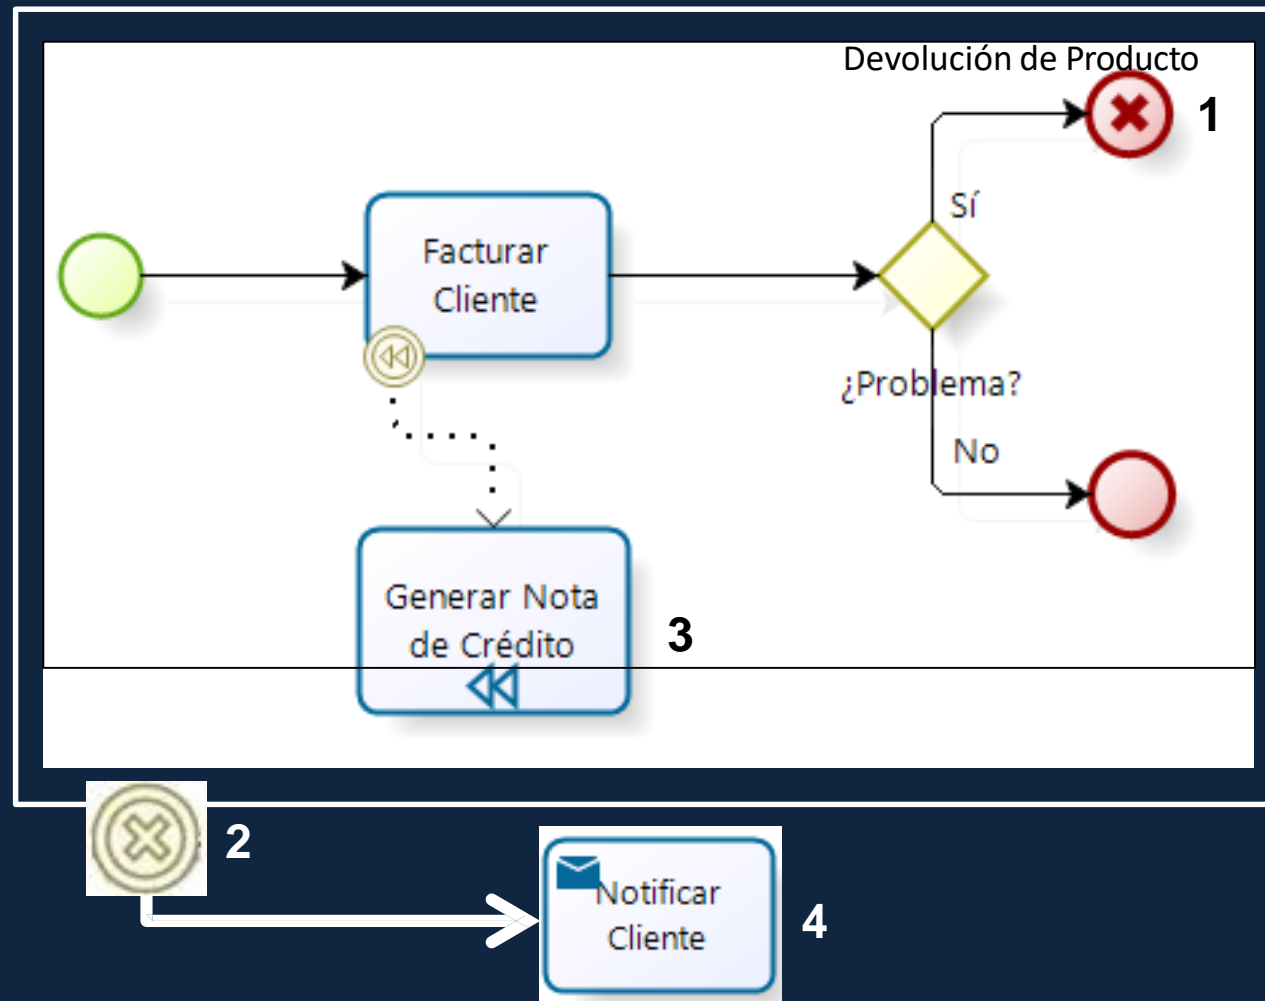 Devolución de Producto
1
Sí
Facturar
Cliente
¿Problema?
No
Generar Nota
de Crédito
3
2
Notificar
Cliente
4